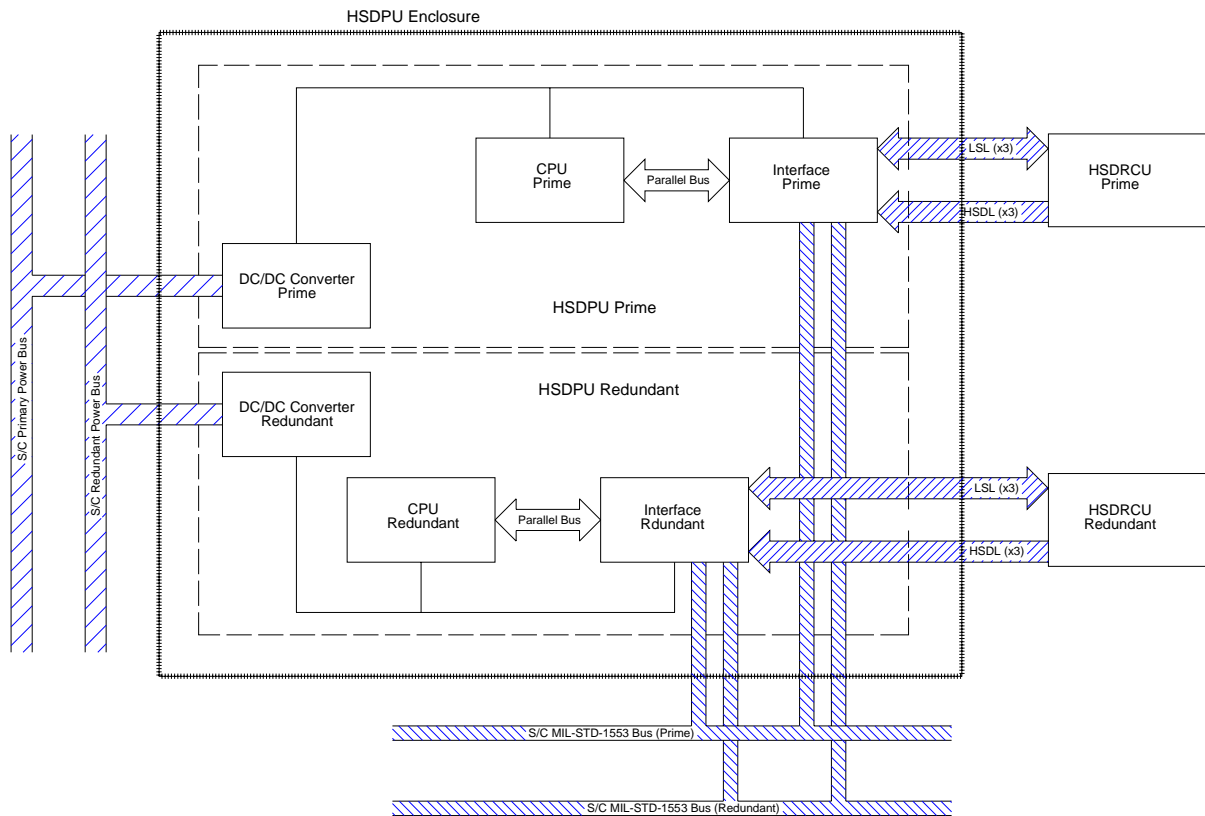 HSDPU Enclosure
CPU
Prime
Parallel Bus
Interface
Prime
LSL (x3)
HSDL (x3)
HSDRCU
Prime
DC/DC Converter
Prime
HSDPU Prime
S/C Primary Power Bus
S/C Redundant Power Bus
DC/DC Converter
Redundant
HSDPU Redundant
CPU
Redundant
Parallel Bus
Interface
Rdundant
LSL (x3)
HSDL (x3)
HSDRCU
Redundant
S/C MIL-STD-1553 Bus (Prime)
S/C MIL-STD-1553 Bus (Redundant)